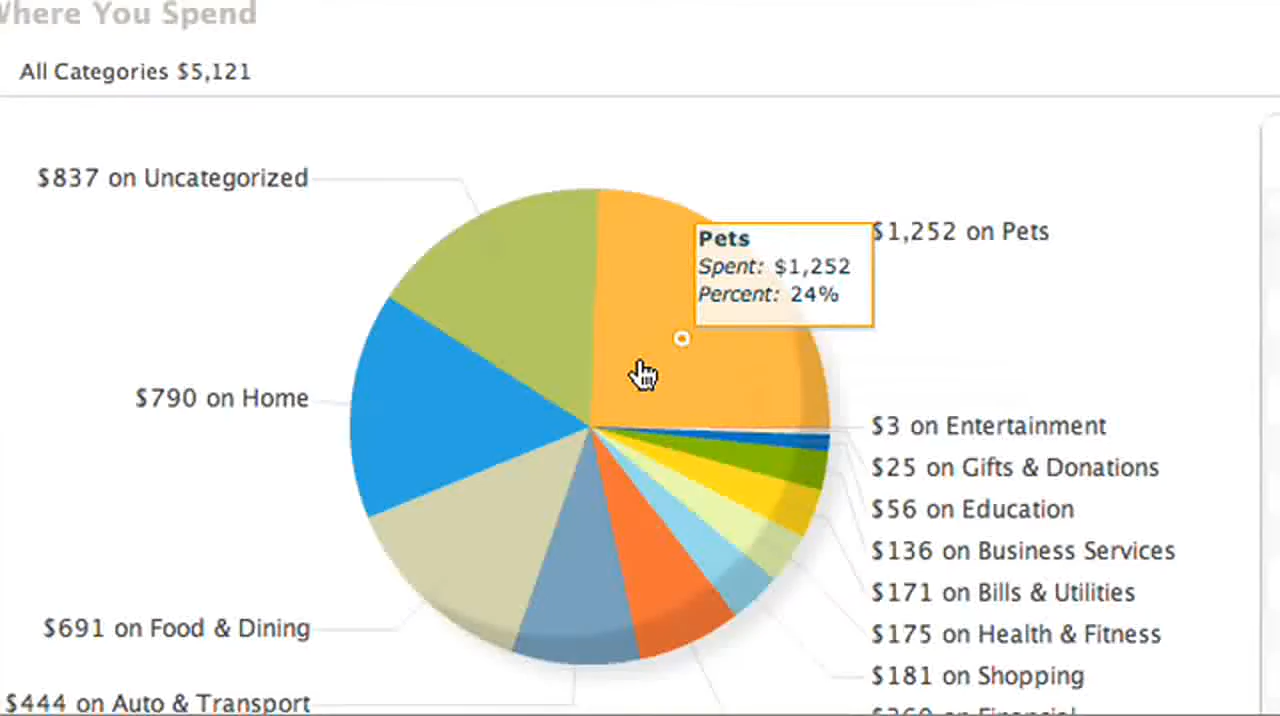 Where You Spend
All Categories $5,121
$837 on Uncategorized
$790 on Home
$691 on Food & Dining
$444 on Auto & Transport
Pets
Spent: $1,252
Percent: 24%
$1,252 on Pets
$3 on Entertainment
$25 on Gifts & Donations
$56 on Education
$136 on Business Services
$171 on Bills & Utilities
$175 on Health & Fitness
$181 on Shopping
on Financial